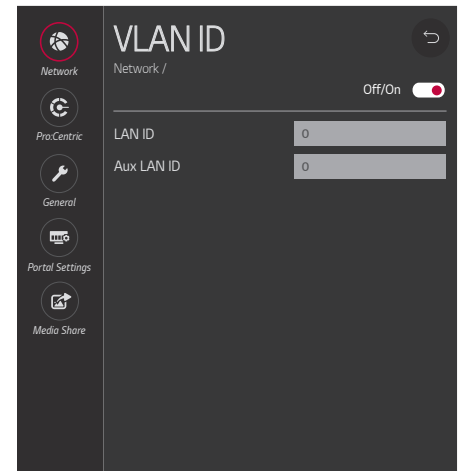 VLAN ID
Network /
Off/On
LAN ID 0
Aux LAN ID 0
Network
Pro:Centric
General
Portal Settings
Media Share